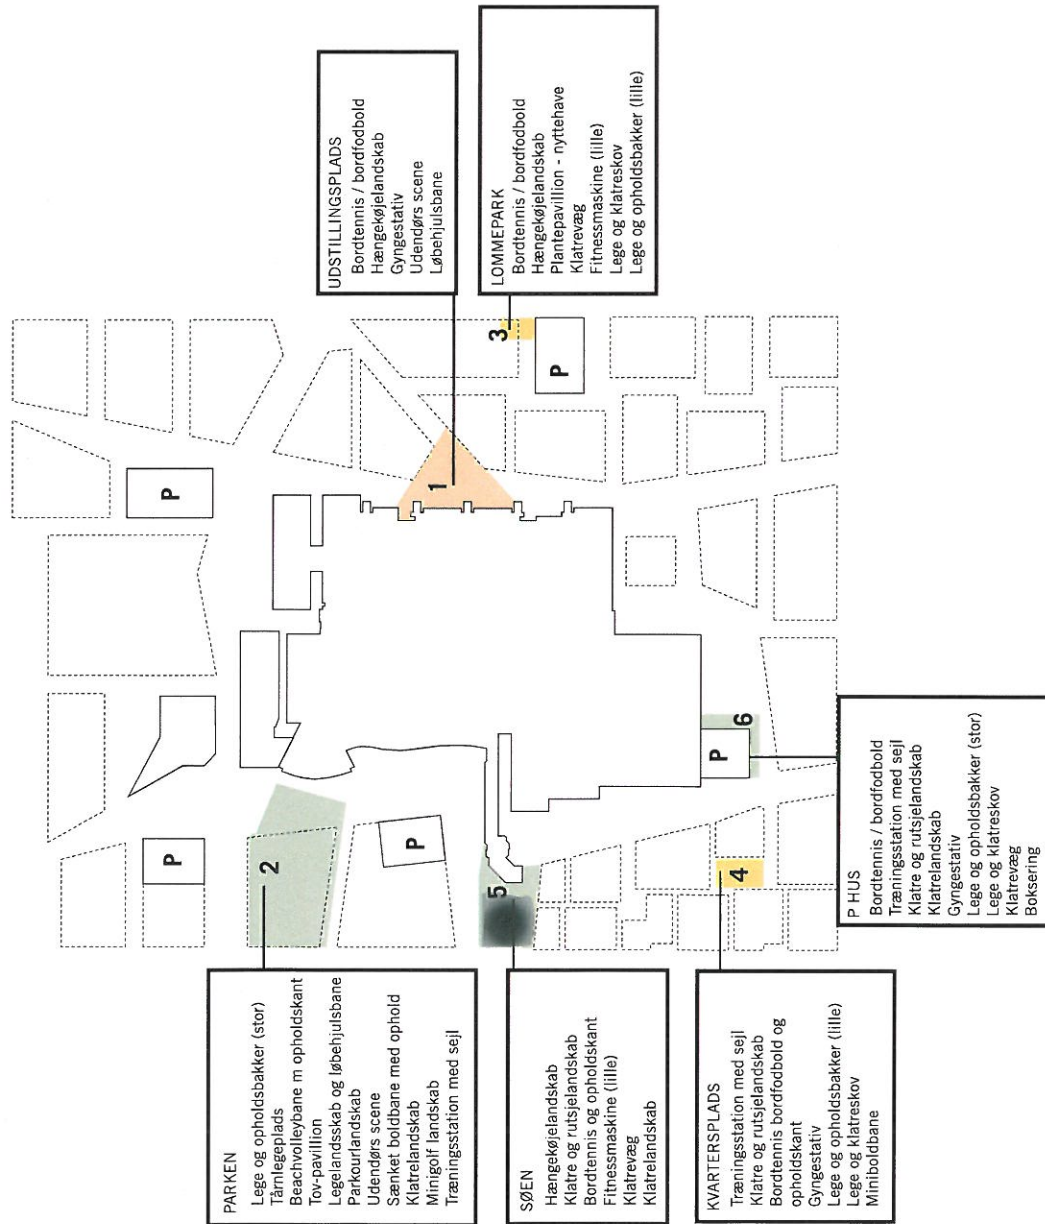 PARKEN
Lege og opholdsbakker (stor)
Tårnlegeplads
Beachvolleybane m opholdskant
Tov-pavillion
Legelandsskab og løbehjulsbane
Parkourlandskab
Udendørs scene
Sænket boldbane med ophold
Klatrelandskab
Minigolf landskab
Træningsstation med sejl
SØEN
Hængekøjelandskab
Klatre og rutsjelandskab
Bordtennis og opholdskant
Fitnessmaskine (lille)
Klatrevæg
Klatrelandskab
KVARTERSPLADS
Træningsstation med sejl
Klatre og rutsjelandskab
Bordtennis bordfodbold og
opholdskant
Gyngestativ
Lege og opholdsbakker (lille)
Lege og klatreskov
Miniboldbane
P HUS
Bordtennis / bordfodbold
Træningsstation med sejl
Klatre og rutsjelandskab
Klatrelandskab
Gyngestativ
Lege og opholdsbakker (stor)
Lege og klatreskov
Klatrevæg
Boksering
UDSTILLINGSPLADS
Bordtennis / bordfodbold
Hængekøjelandskab
Gyngestativ
Udendørs scene
Løbehjulsbane
LOMMEPARK
Bordtennis / bordfodbold
Hængekøjelandskab
Plantepavillion - nyttehave
Klatrevæg
Fitnessmaskine (lille)
Lege og klatreskov
Lege og opholdsbakker (lille)
P
2
P
5
4
P
6
P
1
3
P